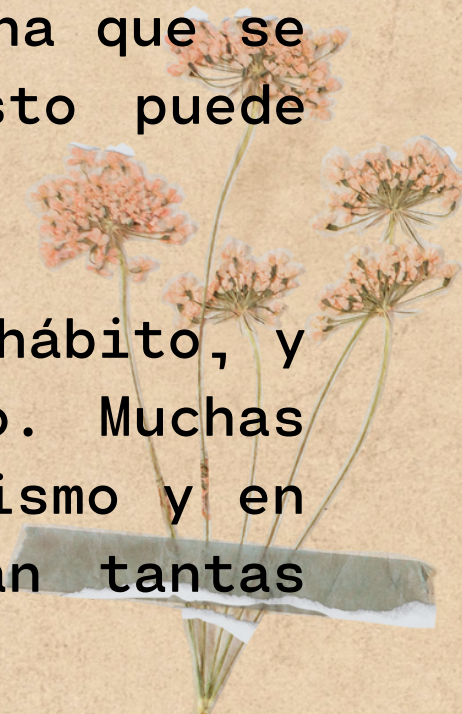 na que se
sto puede
hábito, y
o. Muchas
ismo y en
an tantas